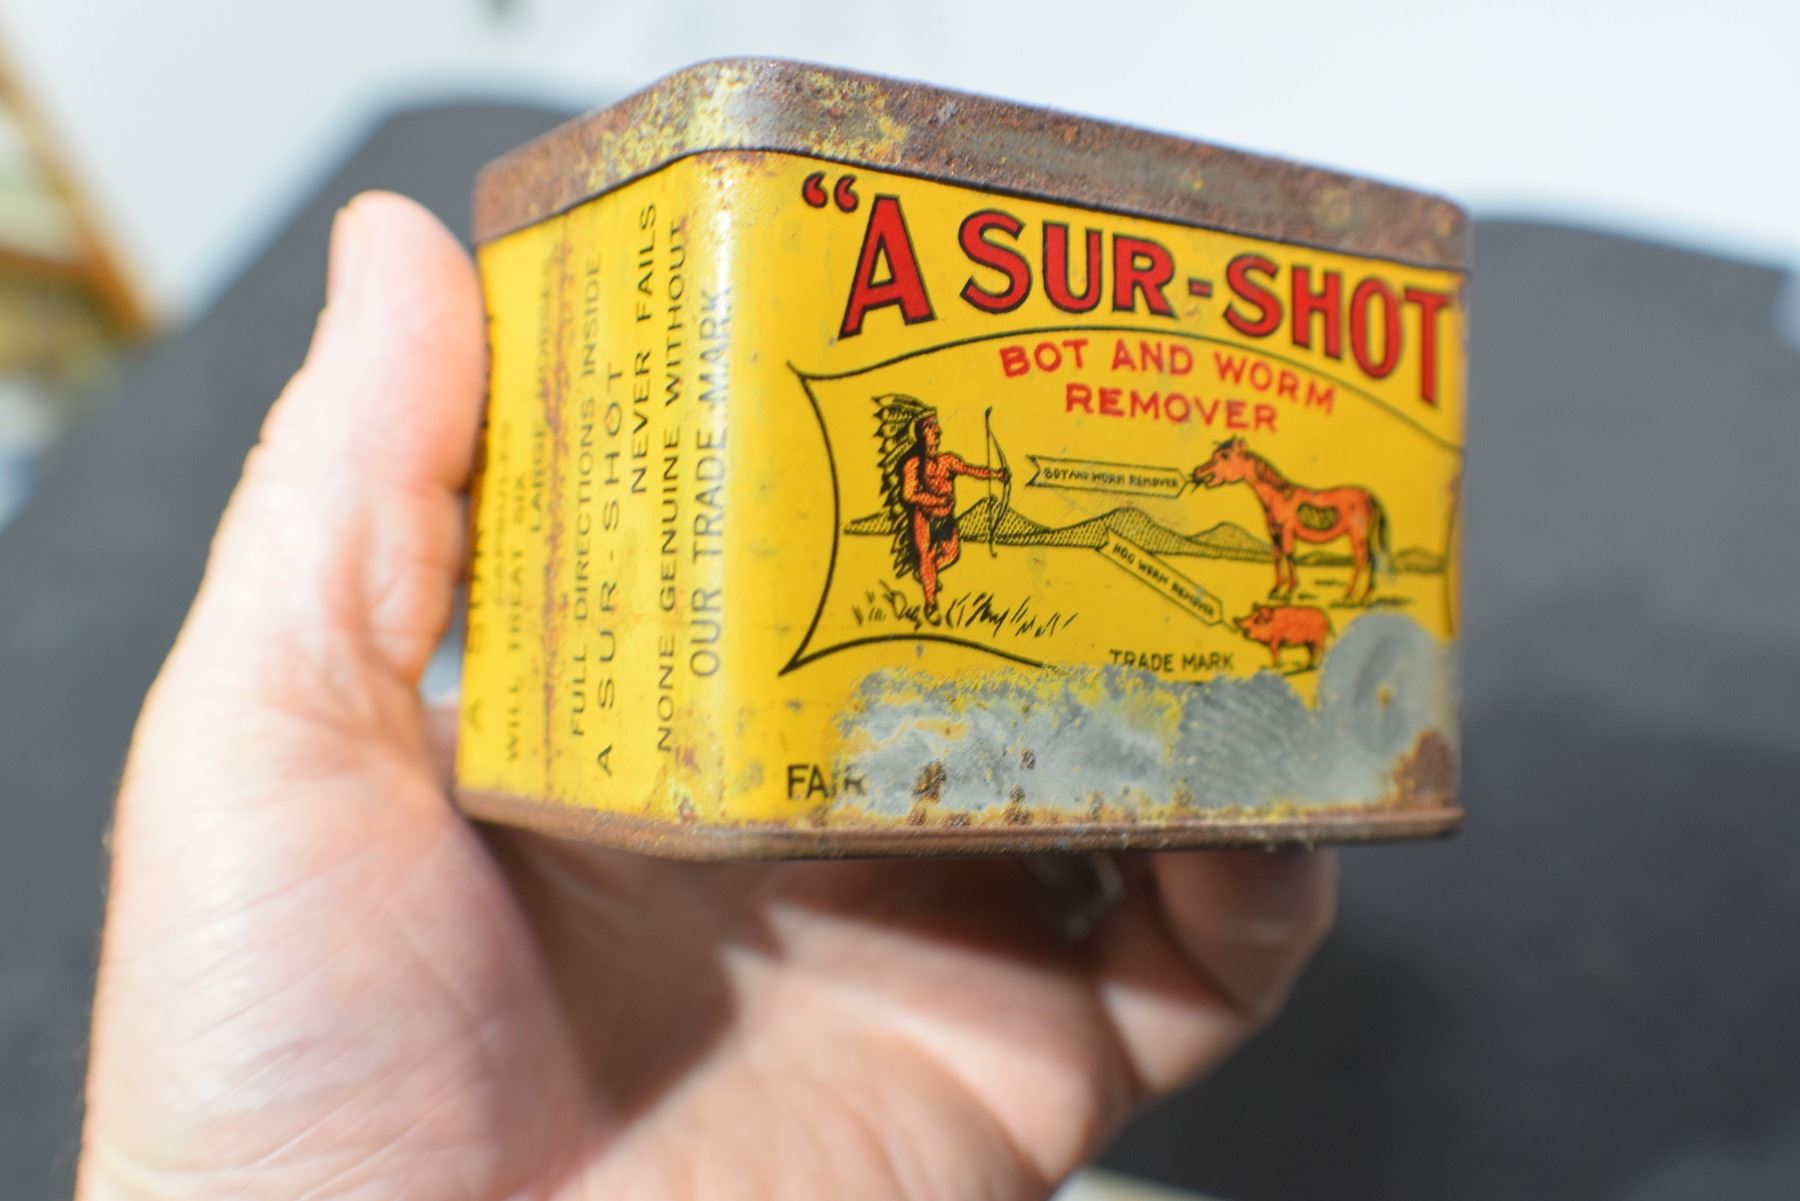 “A SUR-SHOT
BOT AND WORM
REMOVER
BOT AND WORM REMOVER
HOG WORM REMOVER
TRADE MARK
FAIR
WILL TREAT SIX
LARGE HORSES
FULL DIRECTIONS INSIDE
A SUR-SHOT
NEVER FAILS
NONE GENUINE WITHOUT
OUR TRADE-MARK